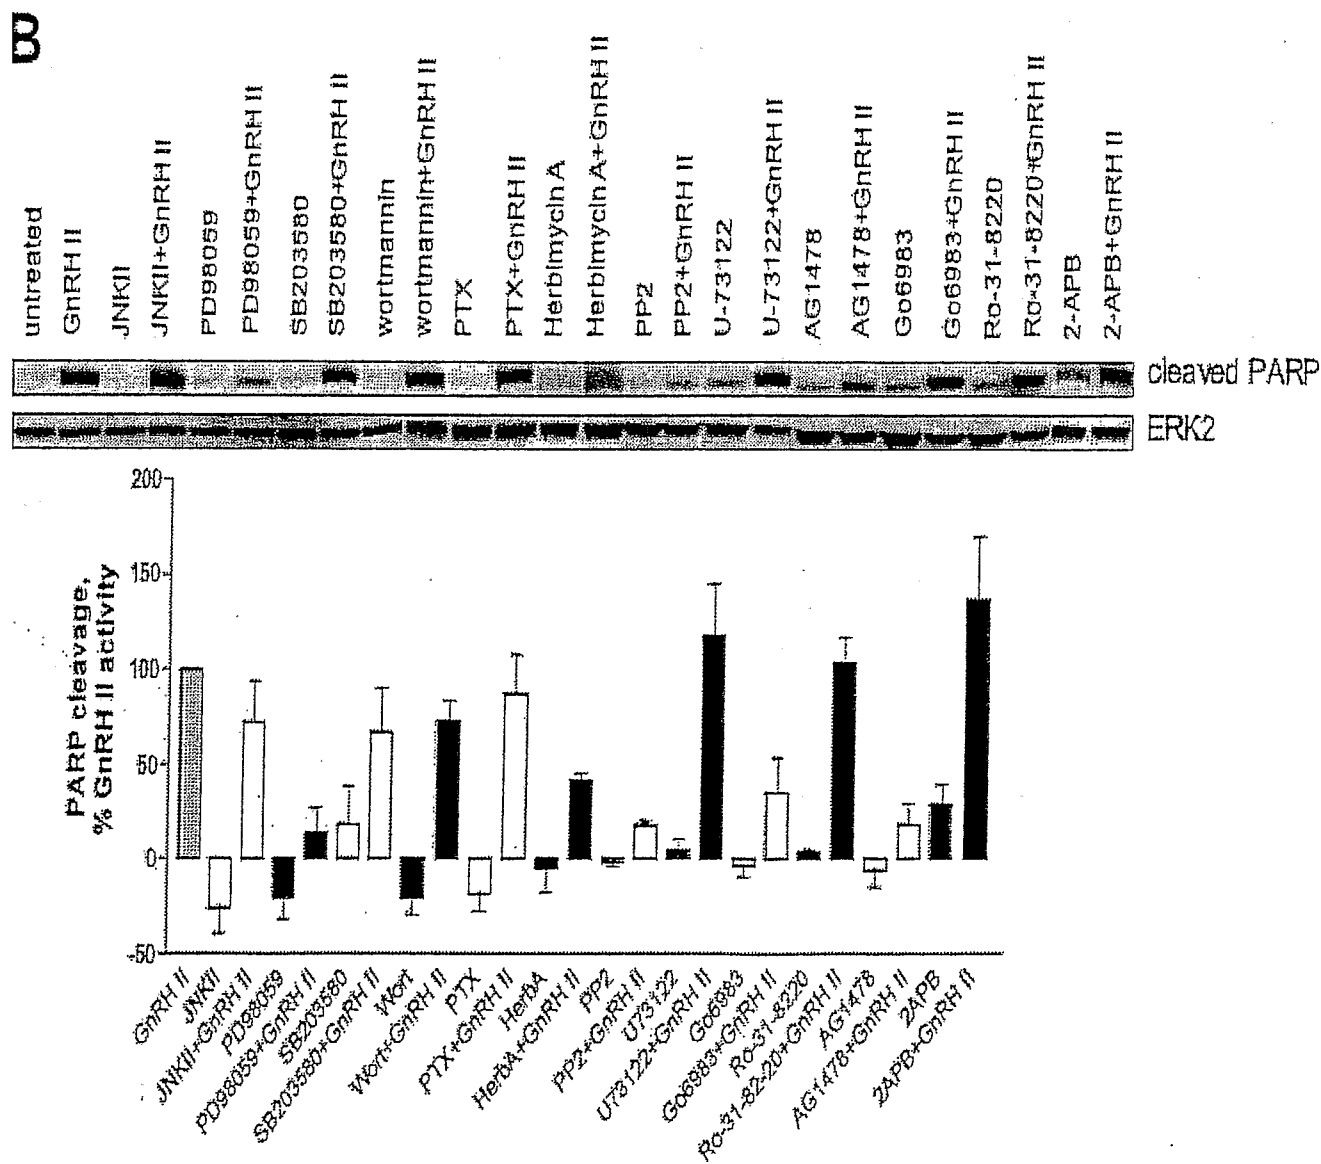 B
untreated
GnRH II
JNKII
JNKII+GnRH II
PD98059
PD98059+GnRH II
SB203580
SB203580+GnRH II
wortmannin
wortmannin+GnRH II
PTX
PTX+GnRH II
Herbimycin A
Herbimycin A+GnRH II
PP2
PP2+GnRH II
U-73122
U-73122+GnRH II
AG1478
AG1478+GnRH II
Go6983
Go6983+GnRH II
Ro-31-8220
Ro-31-8220+GnRH II
2-APB
2-APB+GnRH II
cleaved PARP
ERK2
PARP cleavage,
% GnRH II activity
200
150
100
50
0
-50
GnRH II
JNKII
JNKII+GnRH II
PD98059
PD98059+GnRH II
SB203580
SB203580+GnRH II
Wort
Wort+GnRH II
PTX
PTX+GnRH II
HerbA
HerbA+GnRH II
PP2
PP2+GnRH II
U73122
U73122+GnRH II
Go6983
Go6983+GnRH II
Ro-31-8220
Ro-31-82-20+GnRH II
AG1478
AG1478+GnRH II
2APB
2APB+GnRH II